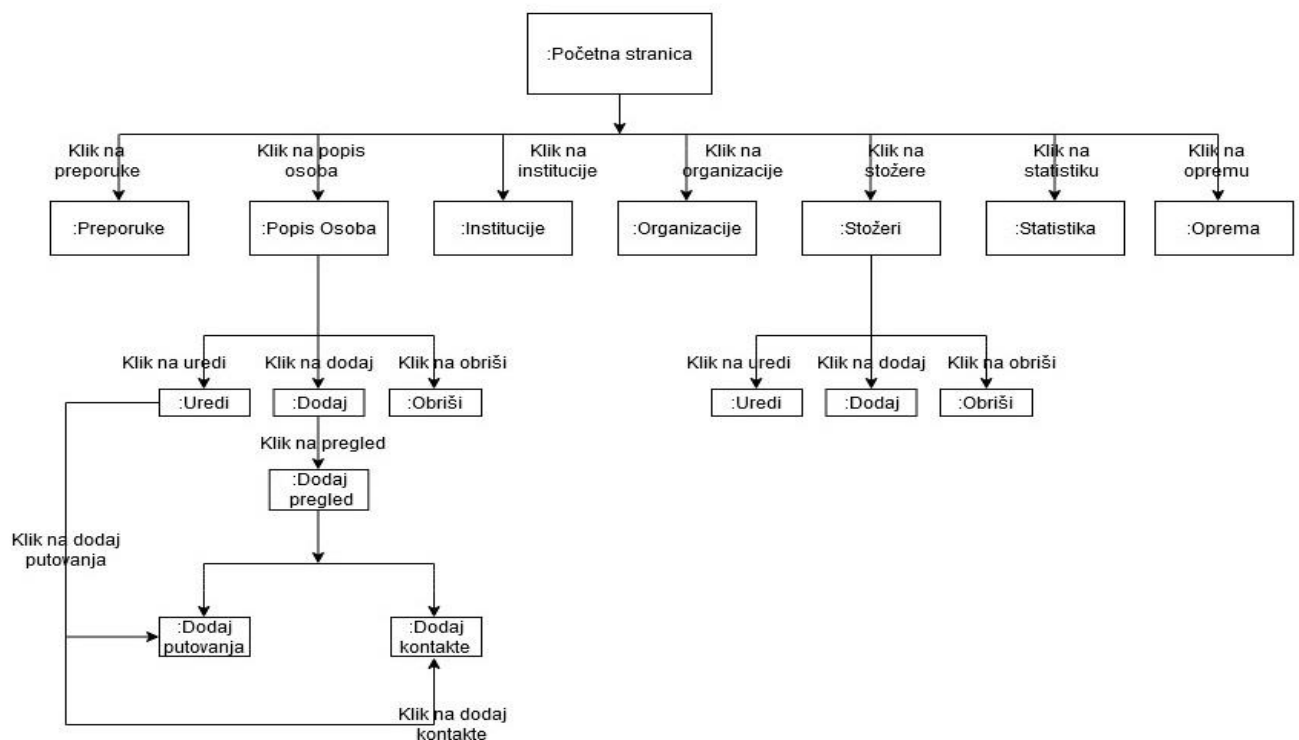 :Početna stranica
Klik na
preporuke
Klik na popis
osoba
Klik na
institucije
Klik na
organizacije
Klik na
stožere
Klik na
statistiku
Klik na
opremu
:Preporuke
:Popis Osoba
:Institucije
:Organizacije
:Stožeri
:Statistika
:Oprema
Klik na uredi
Klik na dodaj
Klik na obriši
Klik na uredi
Klik na dodaj
Klik na obriši
:Uredi
:Dodaj
:Obriši
:Uredi
:Dodaj
:Obriši
Klik na pregled
:Dodaj
pregled
Klik na dodaj
putovanja
:Dodaj
putovanja
:Dodaj
kontakte
Klik na dodaj
kontakte